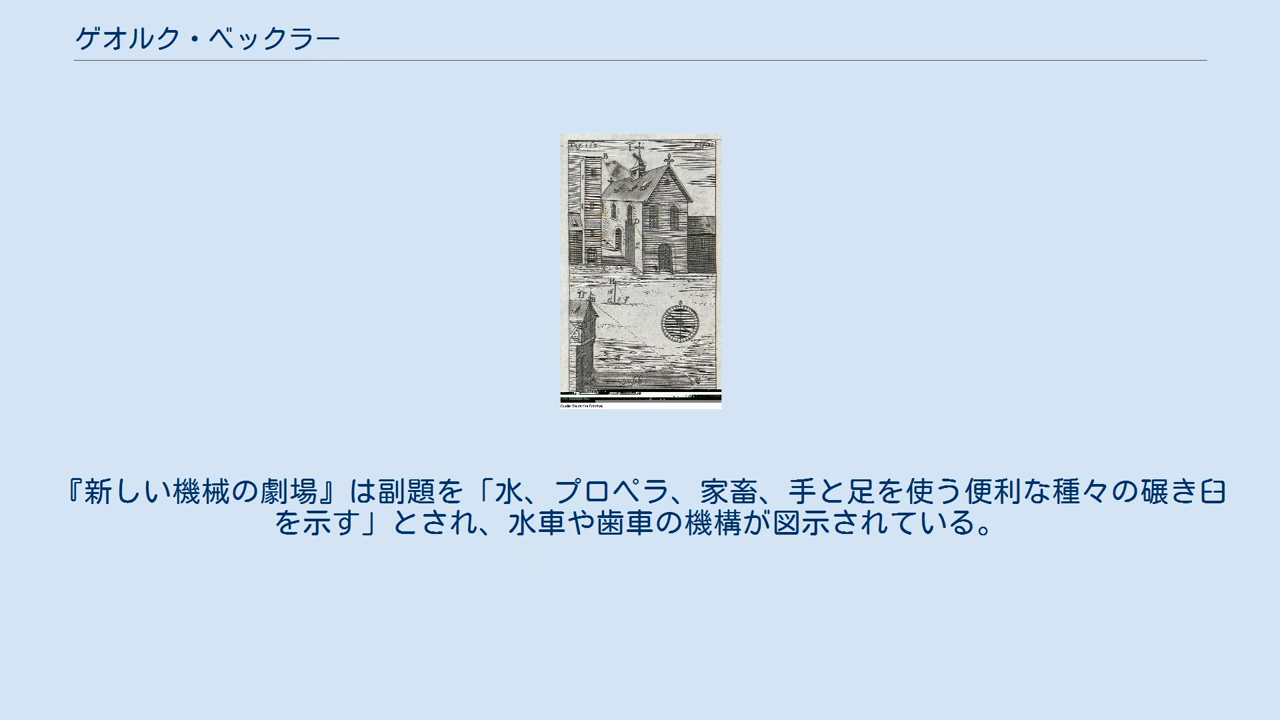 ゲオルク・ベックラー
『新しい機械の劇場』は副題を「水、プロペラ、家畜、手と足を使う便利な種々の碾き臼
を示す」とされ、水車や歯車の機構が図示されている。